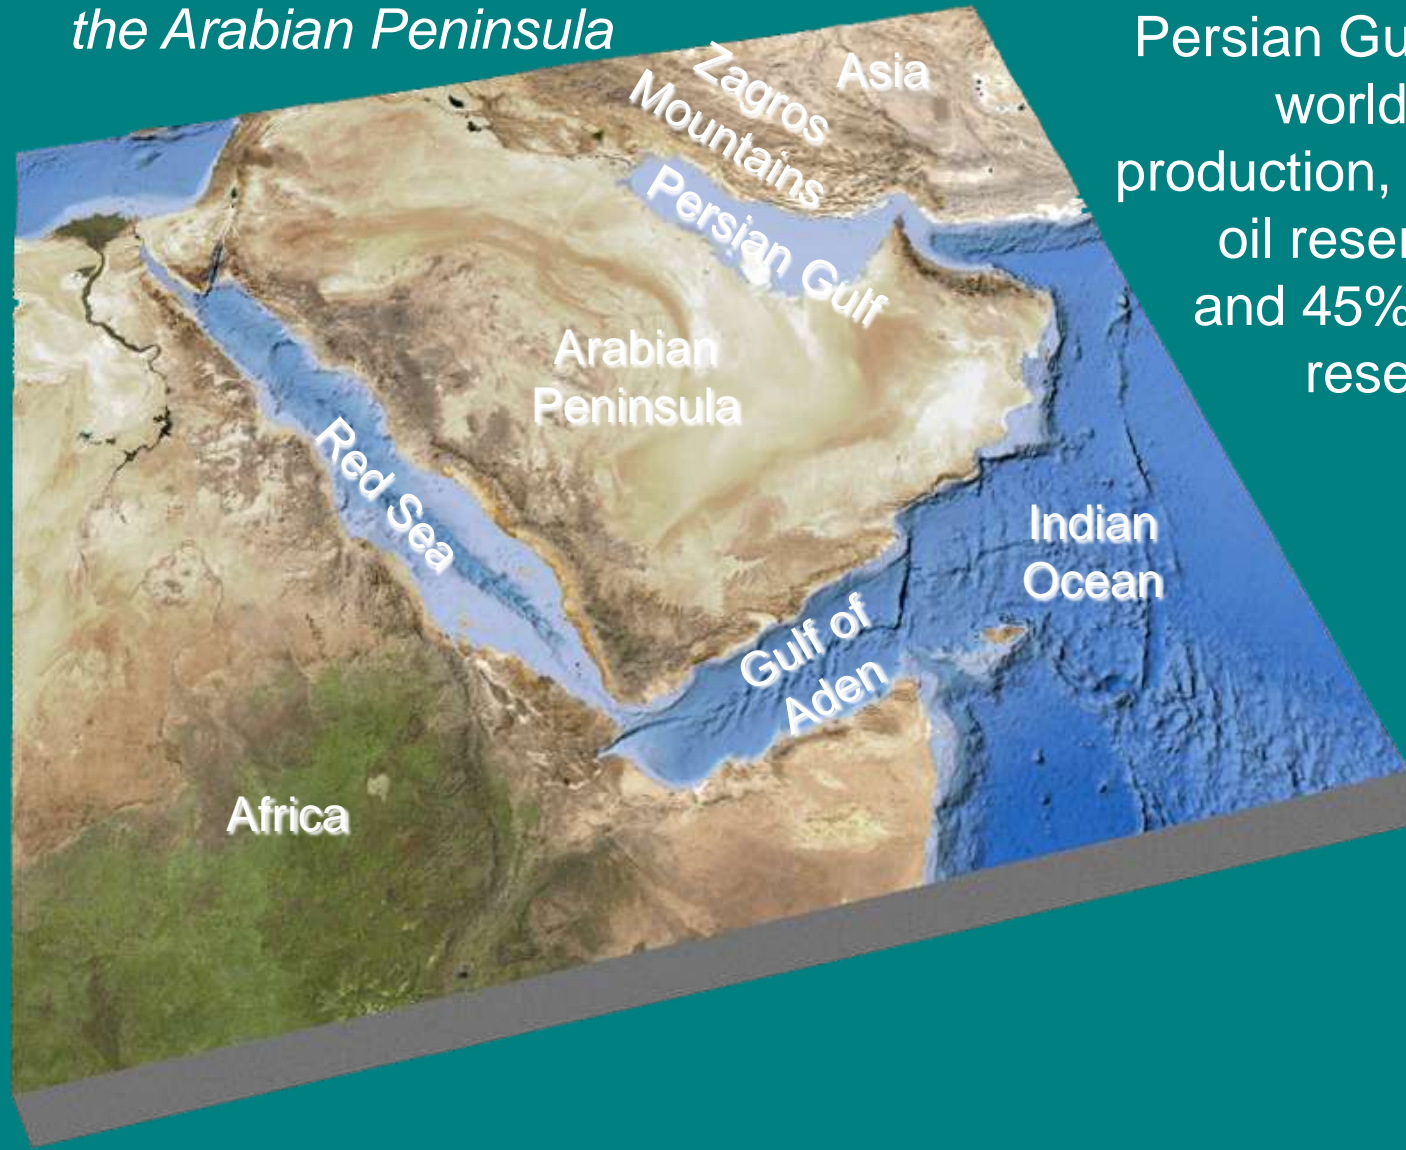 the Arabian Peninsula
Persian Gu
world
production,
oil reser
and 45%
rese
Asia
Zagros
Mountains
Persian Gulf
Arabian
Peninsula
Red Sea
Indian
Ocean
Gulf of
Aden
Africa